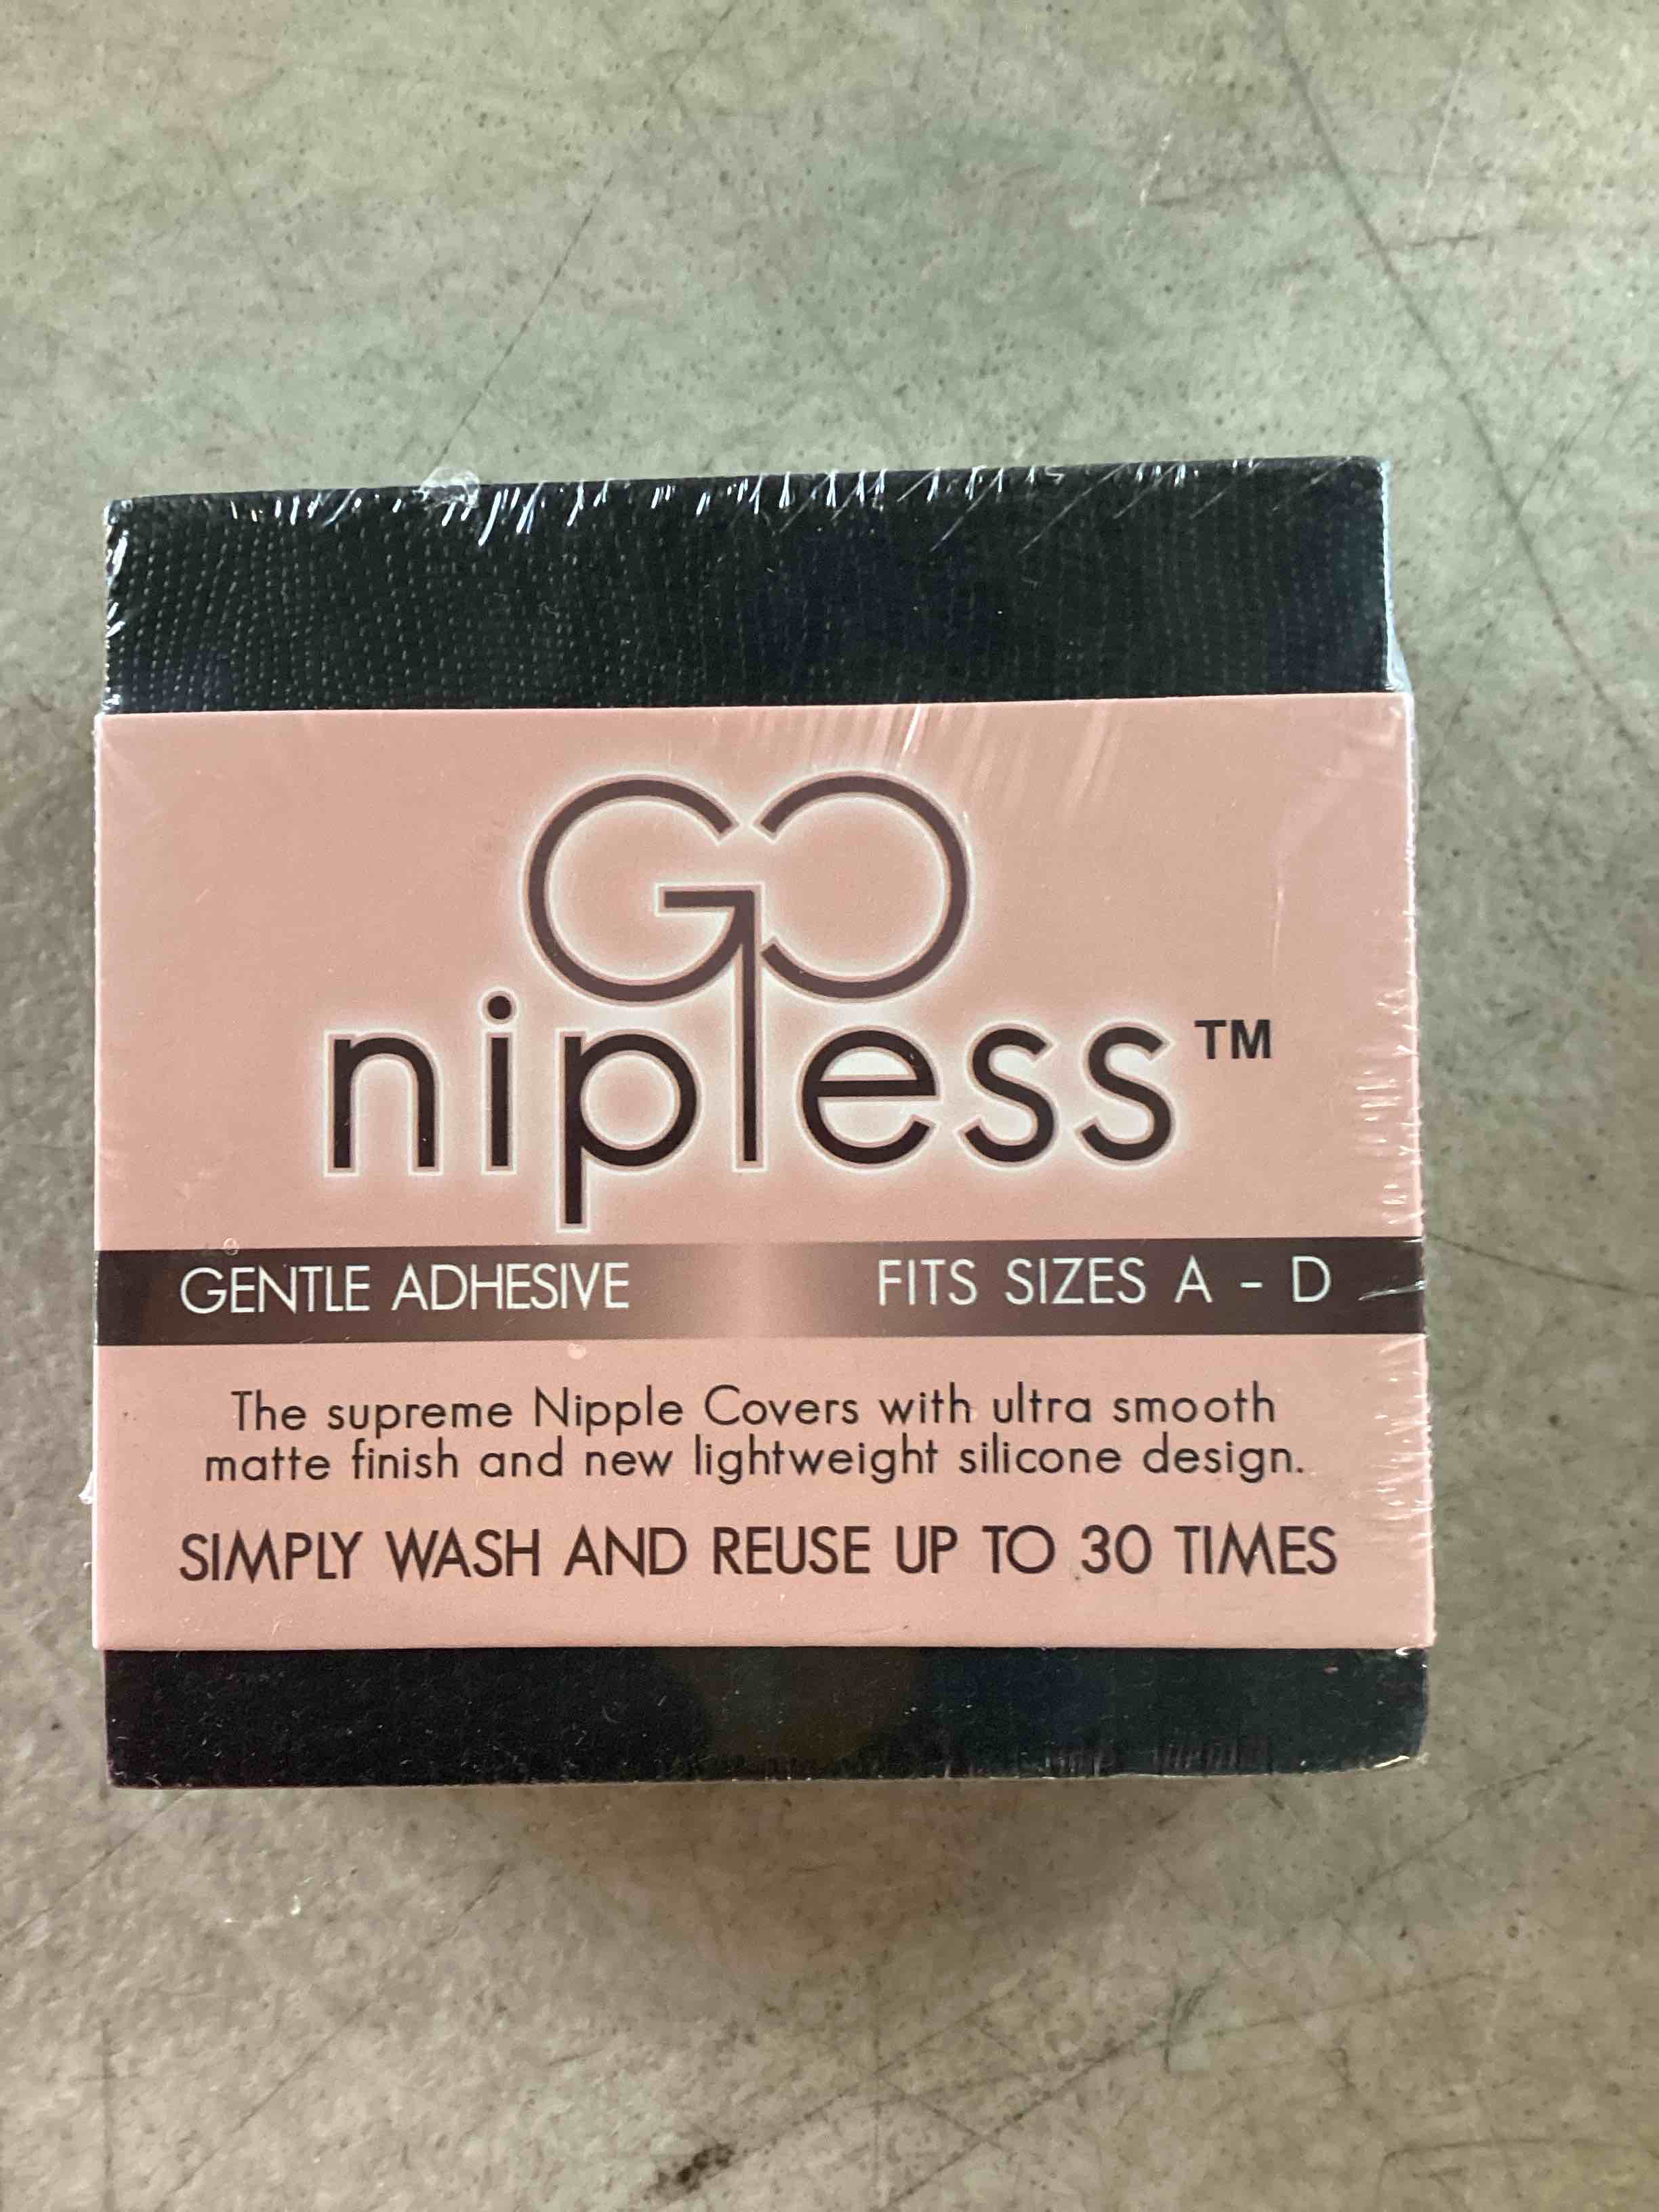 GO
nipless™
GENTLE ADHESIVE FITS SIZES A - D
The supreme Nipple Covers with ultra smooth
matte finish and new lightweight silicone design.
SIMPLY WASH AND REUSE UP TO 30 TIMES